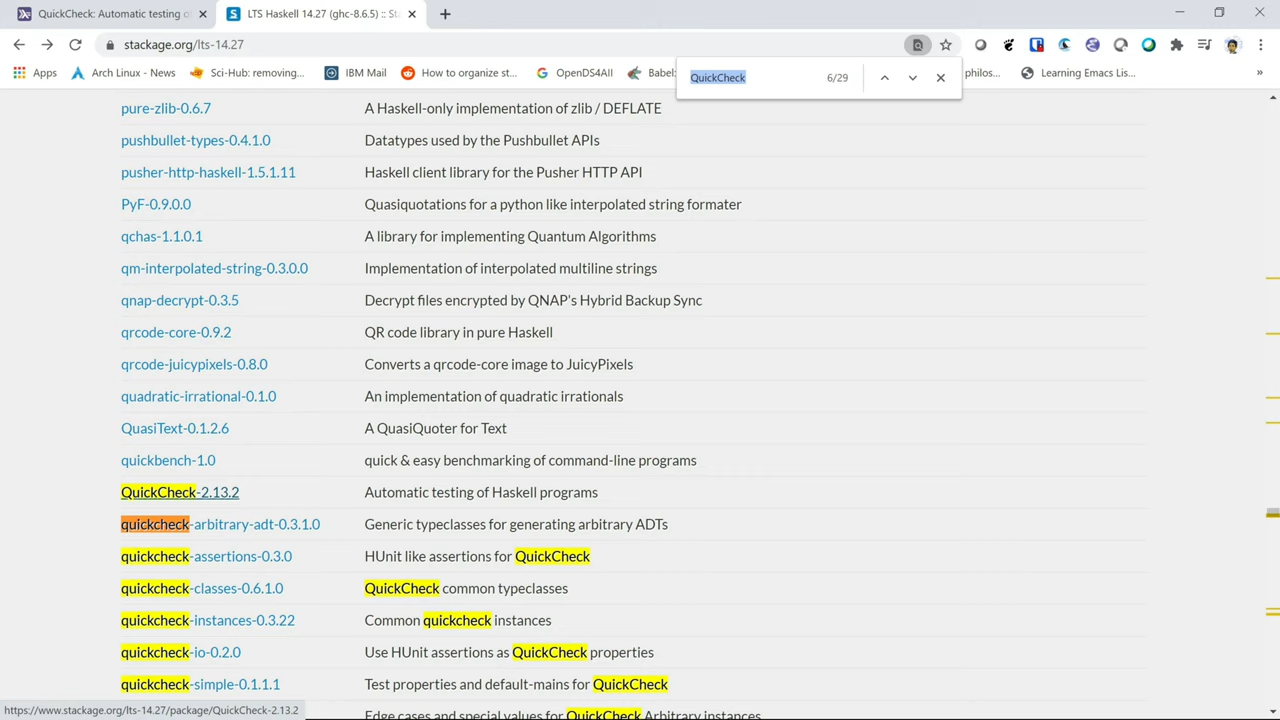 QuickCheck: Automatic testing o
LTS Haskell 14.27 (ghc-8.6.5) :: Sta
stackage.org/lts-14.27
Apps
Arch Linux - News
Sci-Hub: removing...
IBM Mail
How to organize st...
OpenDS4All
Babel:
philos...
Learning Emacs Lis...
»
QuickCheck
6/29
pure-zlib-0.6.7 A Haskell-only implementation of zlib / DEFLATE
pushbullet-types-0.4.1.0 Datatypes used by the Pushbullet APIs
pusher-http-haskell-1.5.1.11 Haskell client library for the Pusher HTTP API
PyF-0.9.0.0 Quasiquotations for a python like interpolated string formater
qchas-1.1.0.1 A library for implementing Quantum Algorithms
qm-interpolated-string-0.3.0.0 Implementation of interpolated multiline strings
qnap-decrypt-0.3.5 Decrypt files encrypted by QNAP's Hybrid Backup Sync
qrcode-core-0.9.2 QR code library in pure Haskell
qrcode-juicypixels-0.8.0 Converts a qrcode-core image to JuicyPixels
quadratic-irrational-0.1.0 An implementation of quadratic irrationals
QuasiText-0.1.2.6 A QuasiQuoter for Text
quickbench-1.0 quick & easy benchmarking of command-line programs
QuickCheck-2.13.2 Automatic testing of Haskell programs
quickcheck-arbitrary-adt-0.3.1.0 Generic typeclasses for generating arbitrary ADTs
quickcheck-assertions-0.3.0 HUnit like assertions for QuickCheck
quickcheck-classes-0.6.1.0 QuickCheck common typeclasses
quickcheck-instances-0.3.22 Common quickcheck instances
quickcheck-io-0.2.0 Use HUnit assertions as QuickCheck properties
quickcheck-simple-0.1.1.1 Test properties and default-mains for QuickCheck
Edge cases and special values for QuickCheck Arbitrary instances
https://www.stackage.org/lts-14.27/package/QuickCheck-2.13.2